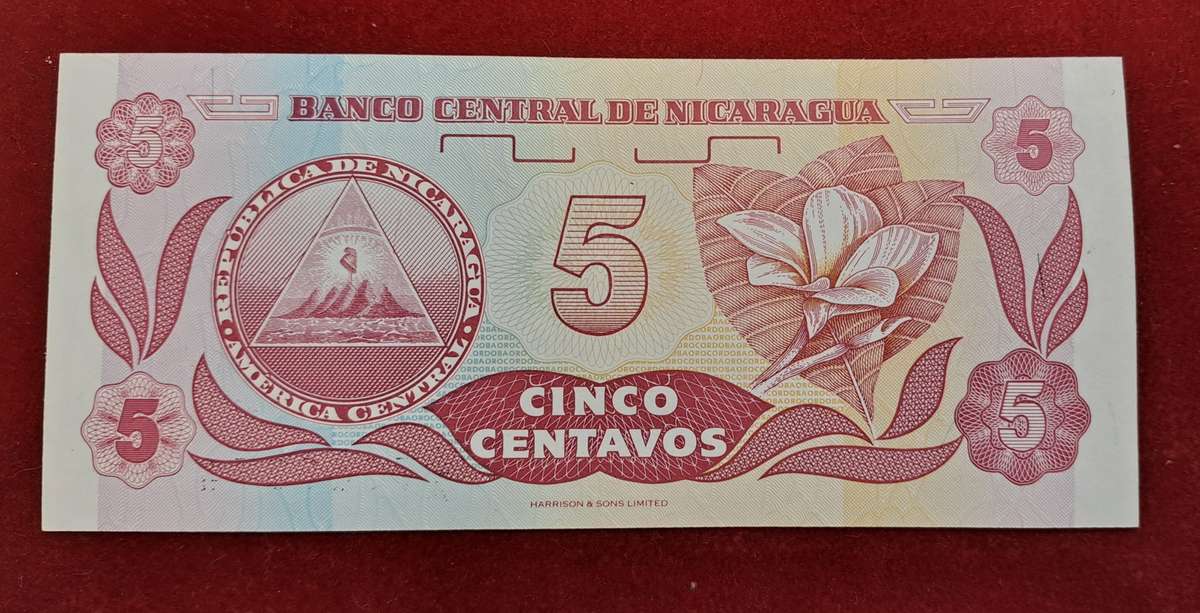 BANCO CENTRAL DE NICARAGUA
5
5
REPUBLICA DE NICARAGUA
AMERICA CENTRAL
5
CINCO
CENTAVOS
5
5
HARRISON & SONS LIMITED